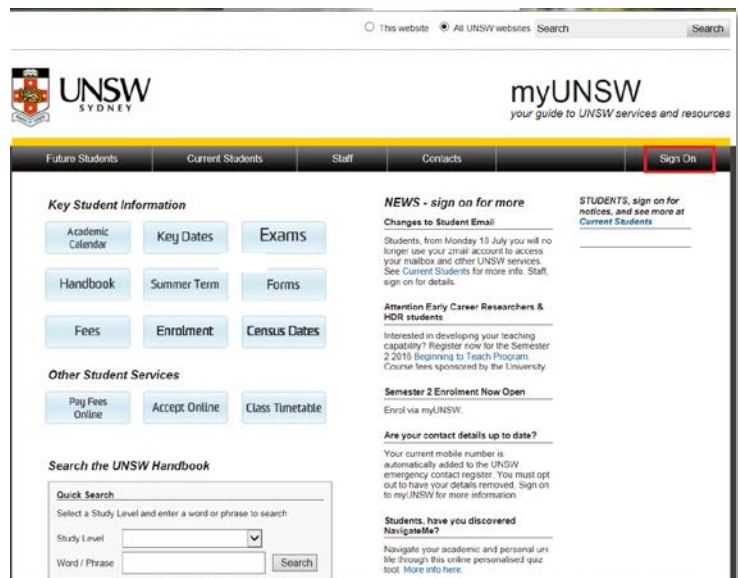 This website All UNSW websites Search Search
UNSW
SYDNEY
myUNSW
your guide to UNSW services and resources
Future Students Current Students Staff Contacts Sign On
Key Student Information
Academic
Calendar
Key Dates
Exams
Handbook
Summer Term
Forms
Fees
Enrolment
Census Dates
Other Student Services
Pay Fees
Online
Accept Online
Class Timetable
Search the UNSW Handbook
Quick Search
Select a Study Level and enter a word or phrase to search
Study Level
Word / Phrase Search
NEWS - sign on for more
Changes to Student Email
Students, from Monday 18 July you will no
longer use your zmail account to access
your mailbox and other UNSW services.
See Current Students for more info. Staff,
sign on for details.
Attention Early Career Researchers &
HDR students
Interested in developing your teaching
capability? Register now for the Semester
2 2016 Beginning to Teach Program.
Course fees sponsored by the University.
Semester 2 Enrolment Now Open
Enrol via myUNSW.
Are your contact details up to date?
Your current mobile number is
automatically added to the UNSW
emergency contact register. You must opt
out to have your details removed. Sign on
to myUNSW for more information
Students, have you discovered
NavigateMe?
Navigate your academic and personal uni
life through this online personalised quiz
tool. More info here.
STUDENTS, sign on for
notices, and see more at
Current Students